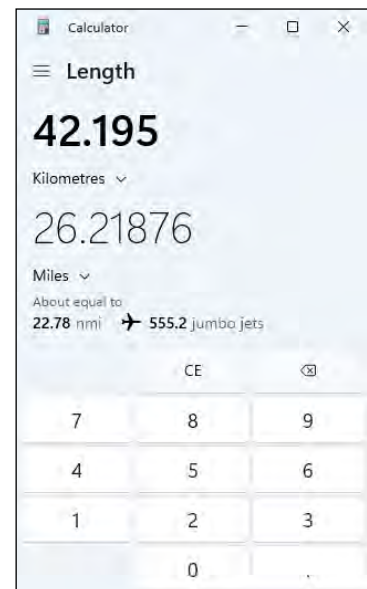 Calculator
Length
42.195
Kilometres
26.21876
Miles
About equal to
22.78 nmi 555.2 jumbo jets
CE
7 8 9
4 5 6
1 2 3
0 .